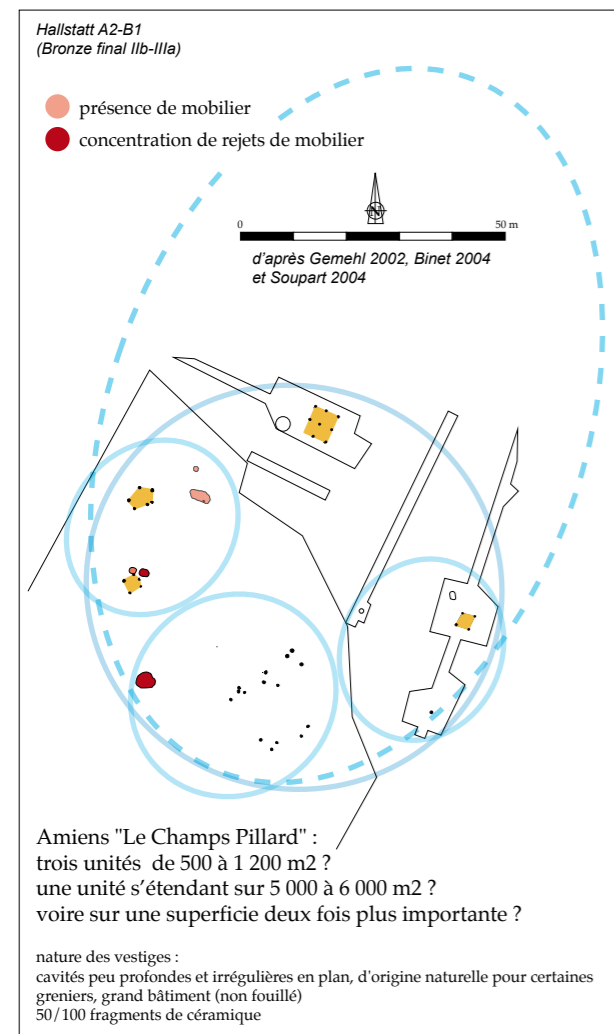 Hallstatt A2-B1
(Bronze final IIb-IIIa)
présence de mobilier
concentration de rejets de mobilier
N
0 50 m
d'après Gemehl 2002, Binet 2004
et Soupart 2004
Amiens "Le Champs Pillard" :
trois unités de 500 à 1 200 m2 ?
une unité s'étendant sur 5 000 à 6 000 m2 ?
voire sur une superficie deux fois plus importante ?
nature des vestiges :
cavités peu profondes et irrégulières en plan, d'origine naturelle pour certaines
greniers, grand bâtiment (non fouillé)
50/100 fragments de céramique